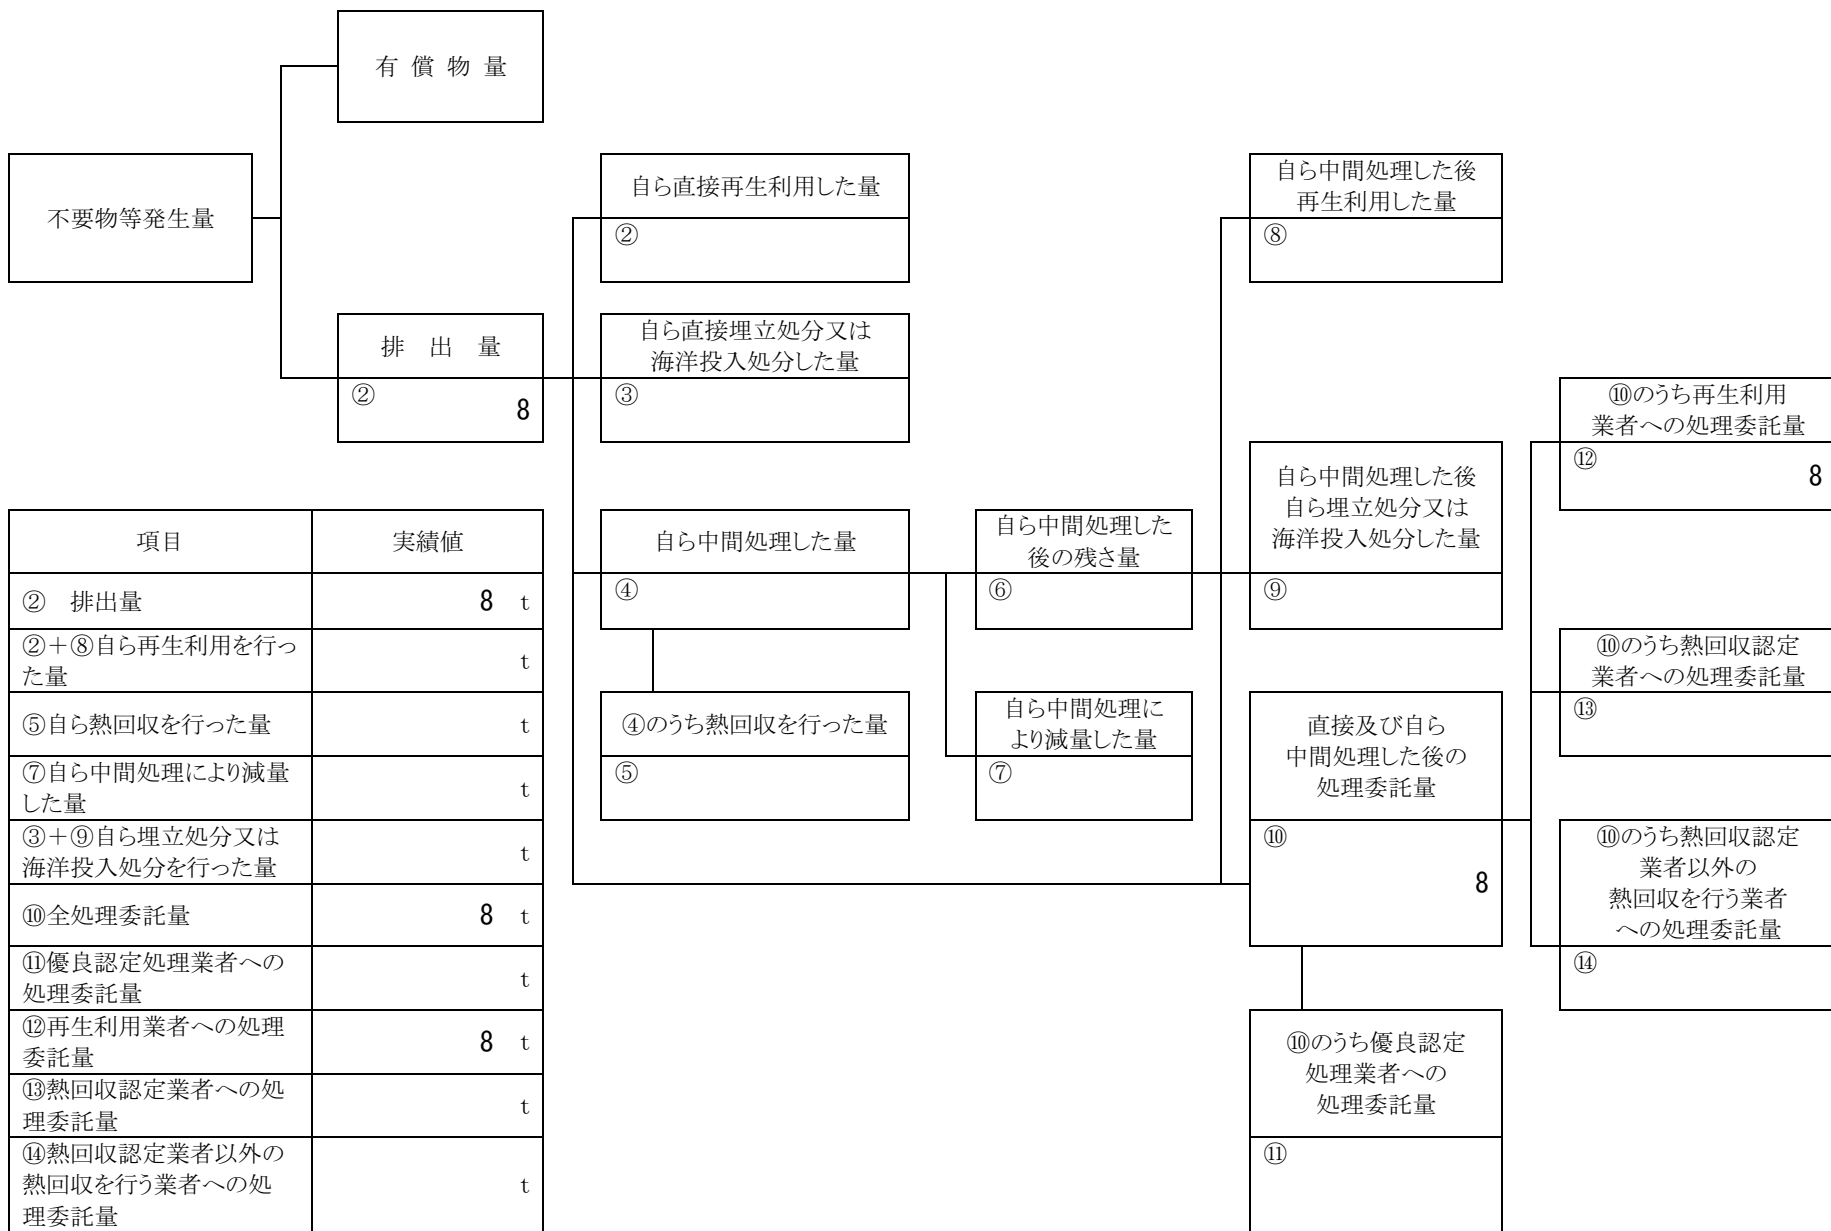 有 償 物 量
不要物等発生量
自ら直接再生利用した量
②
自ら中間処理した後
再生利用した量
⑧
排 出 量
②
8
自ら直接埋立処分又は
海洋投入処分した量
③
⑩のうち再生利用
業者への処理委託量
⑫
8
自ら中間処理した量
④
自ら中間処理した
後の残さ量
⑥
自ら中間処理した後
自ら埋立処分又は
海洋投入処分した量
⑨
⑩のうち熱回収認定
業者への処理委託量
⑬
④のうち熱回収を行った量
⑤
自ら中間処理に
より減量した量
⑦
直接及び自ら
中間処理した後の
処理委託量
⑩
8
⑩のうち熱回収認定
業者以外の
熱回収を行う業者
への処理委託量
⑭
⑩のうち優良認定
処理業者への
処理委託量
⑪
項目 実績値
② 排出量 8 t
②＋⑧自ら再生利用を行っ
た量
t
⑤自ら熱回収を行った量 t
⑦自ら中間処理により減量
した量
t
③＋⑨自ら埋立処分又は
海洋投入処分を行った量
t
⑩全処理委託量 8 t
⑪優良認定処理業者への
処理委託量
t
⑫再生利用業者への処理
委託量
8 t
⑬熱回収認定業者への処
理委託量
t
⑭熱回収認定業者以外の
熱回収を行う業者への処
理委託量
t